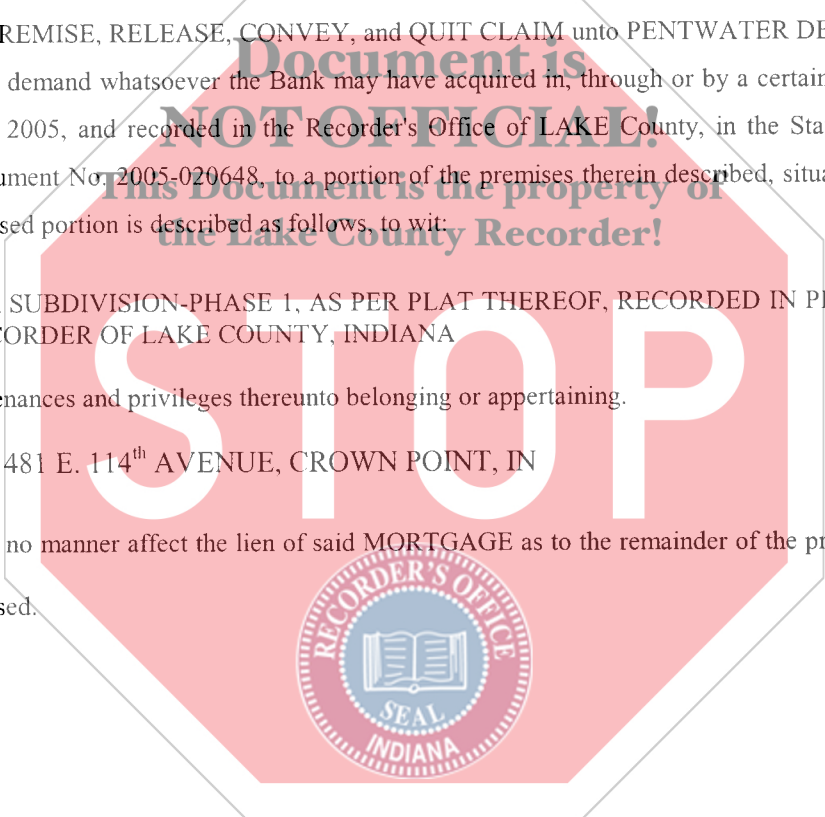 REMISE, RELEASE, CONVEY, and QUIT CLAIM unto PENTWATER DE
Document is
demand whatsoever the Bank may have acquired in, through or by a certain
NOT OFFICIAL!
2005, and recorded in the Recorder's Office of LAKE County, in the Sta
ument No. 2005-020648, to a portion of the premises therein described, situa
This Document is the property of
sed portion is described as follows, to wit:
the Lake County Recorder!
SUBDIVISION-PHASE 1, AS PER PLAT THEREOF, RECORDED IN PL
CORDER OF LAKE COUNTY, INDIANA
STOP
enances and privileges thereunto belonging or appertaining.
481 E. 114th AVENUE, CROWN POINT, IN
no manner affect the lien of said MORTGAGE as to the remainder of the pr
sed.
RECORDER'S OFFICE
SEAL
INDIANA